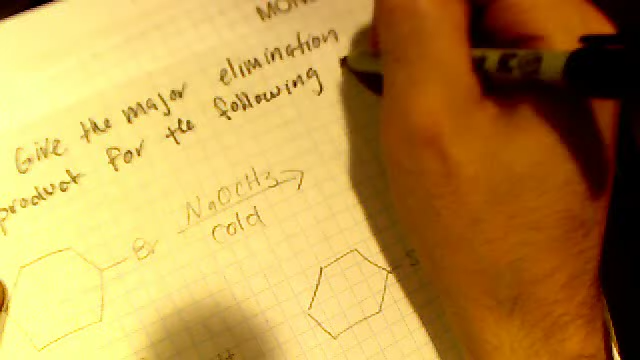 Give the major elimination
product for the following
NaOCH3
Br
cold
S